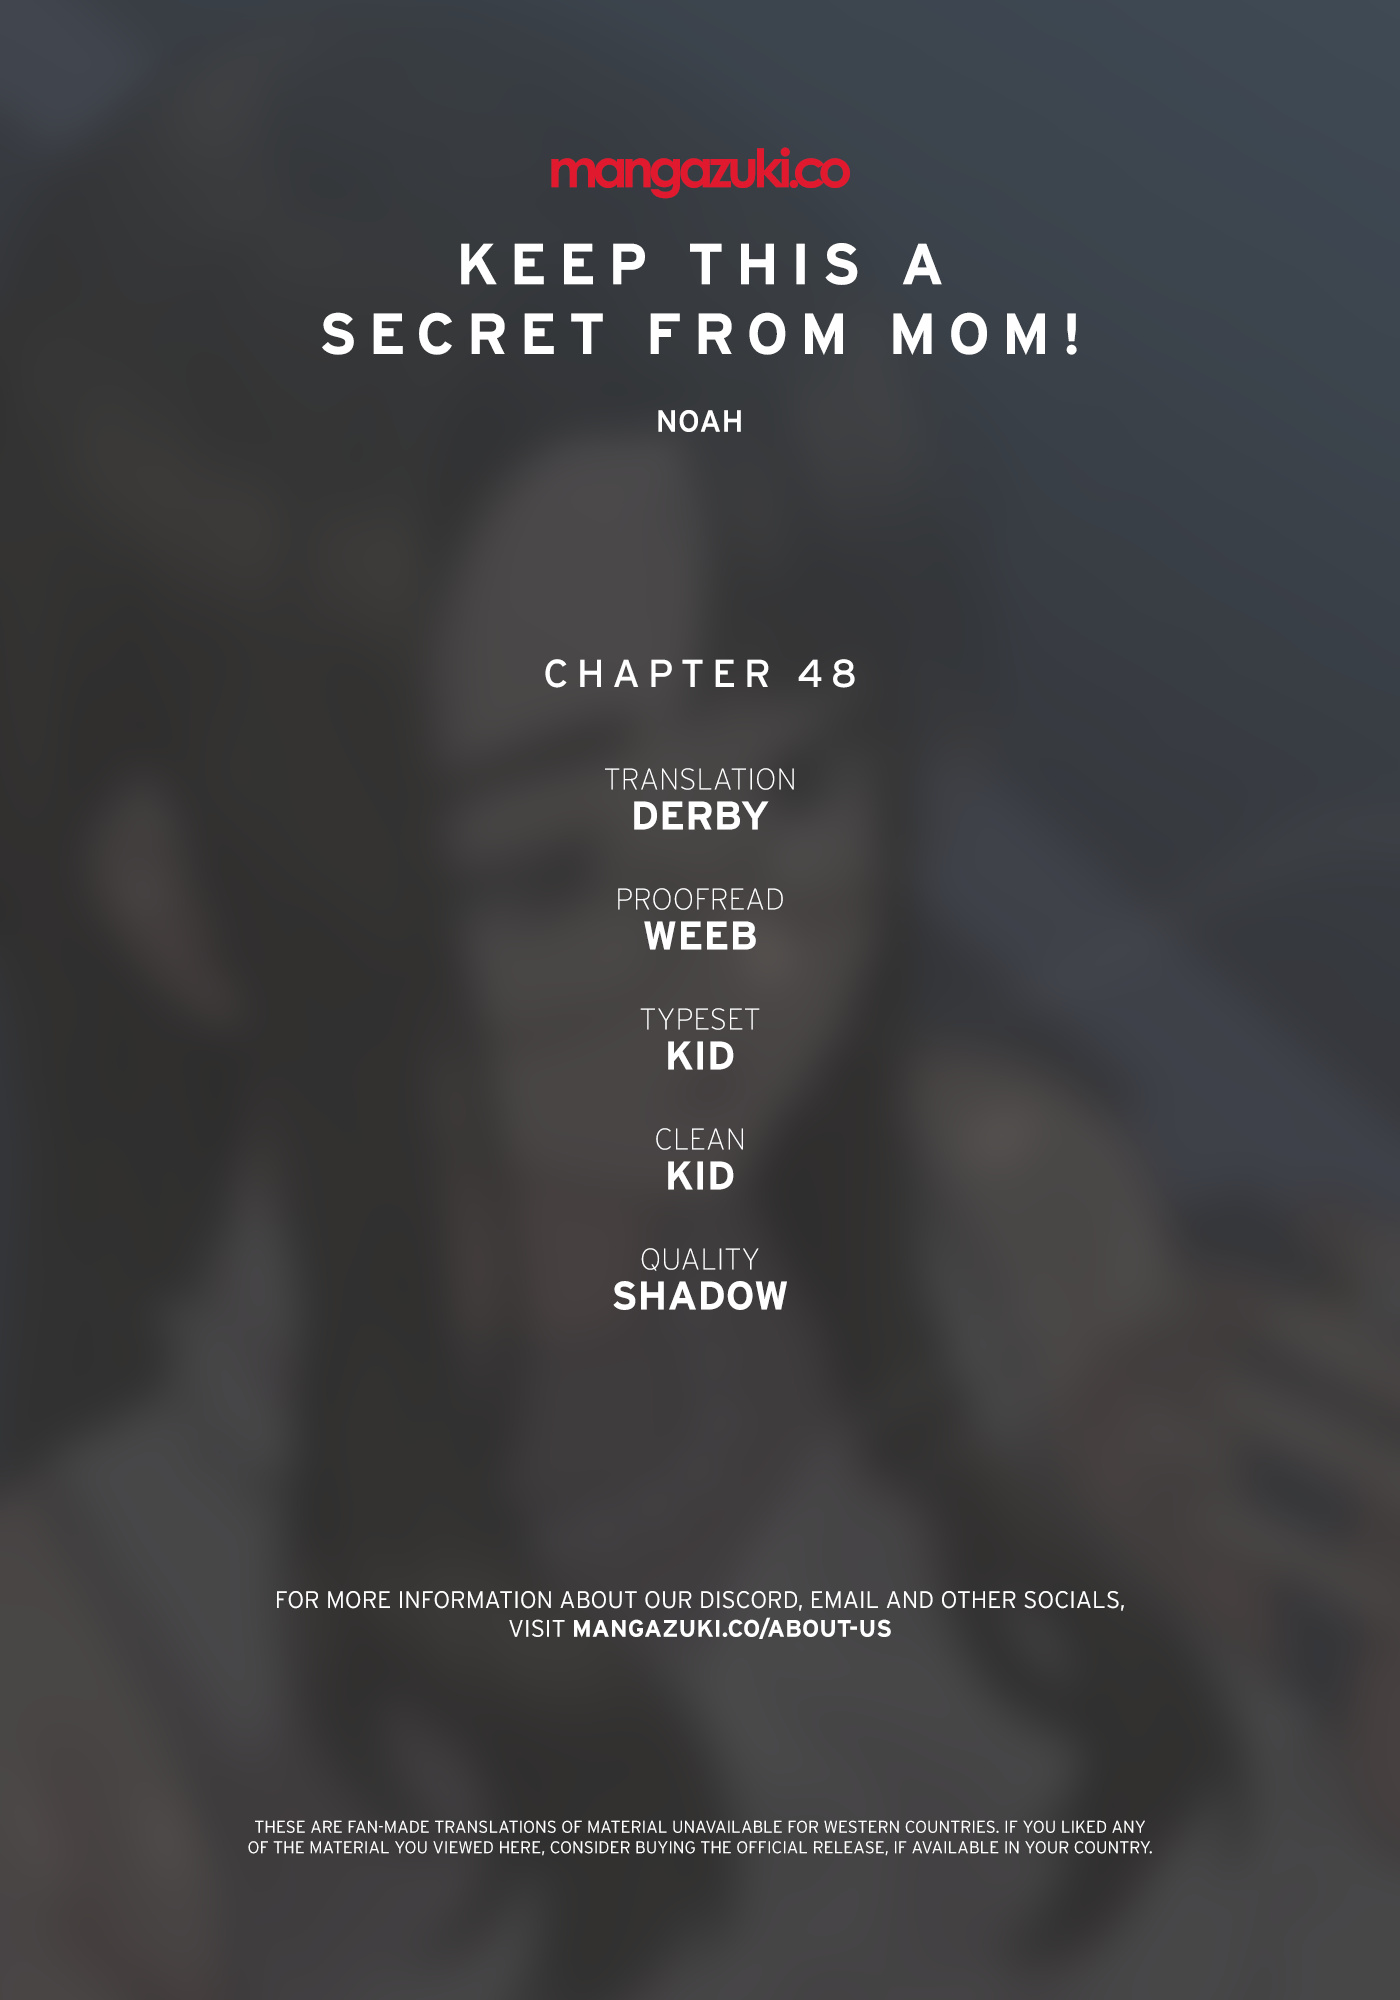 mangazuki.co
KEEP THIS A
SECRET FROM MOM!
NOAH
CHAPTER 48
TRANSLATION
DERBY
PROOFREAD
WEEB
TYPESET
KID
CLEAN
KID
QUALITY
SHADOW
FOR MORE INFORMATION ABOUT OUR DISCORD, EMAIL AND OTHER SOCIALS,
VISIT MANGAZUKI.CO/ABOUT-US
THESE ARE FAN-MADE TRANSLATIONS OF MATERIAL UNAVAILABLE FOR WESTERN COUNTRIES. IF YOU LIKED ANY
OF THE MATERIAL YOU VIEWED HERE, CONSIDER BUYING THE OFFICIAL RELEASE, IF AVAILABLE IN YOUR COUNTRY.